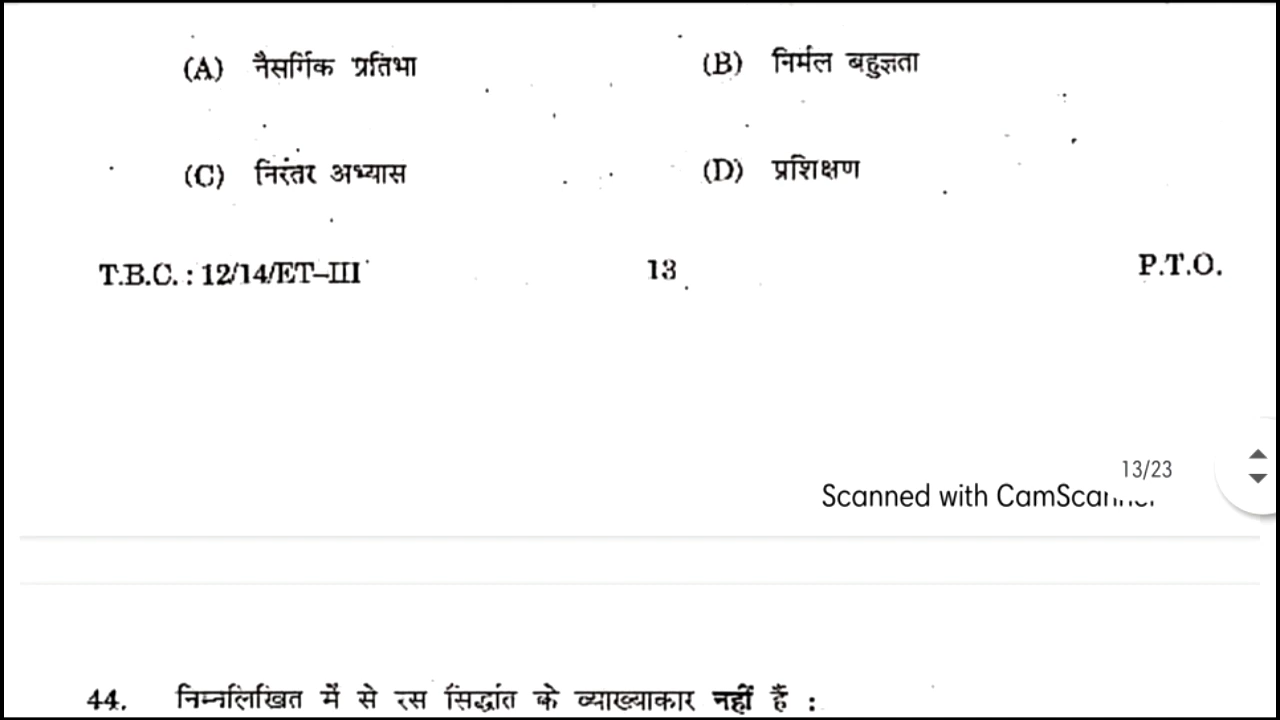 (A) नैसर्गिक प्रतिभा (B) निर्मल बहुज्ञता
(C) निरंतर अभ्यास (D) प्रशिक्षण
T.B.C. : 12/14/ET–III 13 P.T.O.
13/23
Scanned with
44. निम्नलिखित में से रस सिद्धांत के व्याख्याकार नहीं हैं :